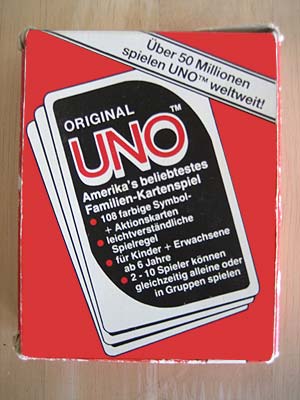 Über 50 Millionen
spielen UNO™ weltweit!
ORIGINAL
UNO™
Amerika's beliebtestes
Familien-Kartenspiel
• 108 farbige Symbol-
+ Aktionskarten
• leichtverständliche
Spielregel
• für Kinder + Erwachsene
ab 6 Jahre
• 2 - 10 Spieler können
gleichzeitig alleine oder
in Gruppen spielen